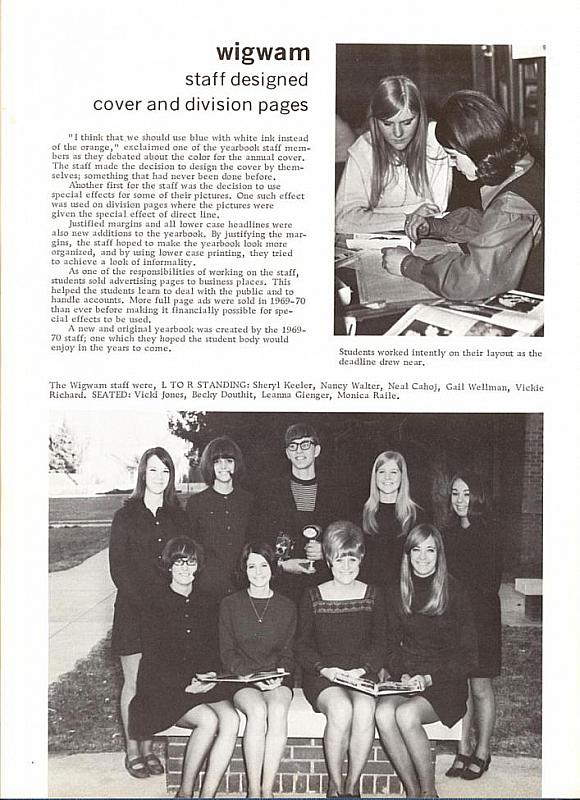 wigwam
staff designed
cover and division pages
"I think that we should use blue with white ink instead
of the orange," exclaimed one of the yearbook staff mem-
bers as they debated about the color for the annual cover.
The staff made the decision to design the cover by them-
selves; something that had never been done before.
Another first for the staff was the decision to use
special effects for some of their pictures. One such effect
was used on division pages where the pictures were
given the special effect of direct line.
Justified margins and all lower case headlines were
also new additions to the yearbook. By justifying the mar-
gins, the staff hoped to make the yearbook look more
organized, and by using lower case printing, they tried
to achieve a look of informality.
As one of the responsibilities of working on the staff,
students sold advertising pages to business places. This
helped the students learn to deal with the public and to
handle accounts. More full page ads were sold in 1969-70
than ever before making it financially possible for spe-
cial effects to be used.
A new and original yearbook was created by the 1969-
70 staff; one which they hoped the student body would
enjoy in the years to come.
Students worked intently on their layout as the
deadline drew near.
The Wigwam staff were, L TO R STANDING: Sheryl Keeler, Nancy Walter, Neal Cahoj, Gail Wellman, Vickie
Richard. SEATED: Vicki Jones, Becky Douthit, Leanna Gienger, Monica Raile.